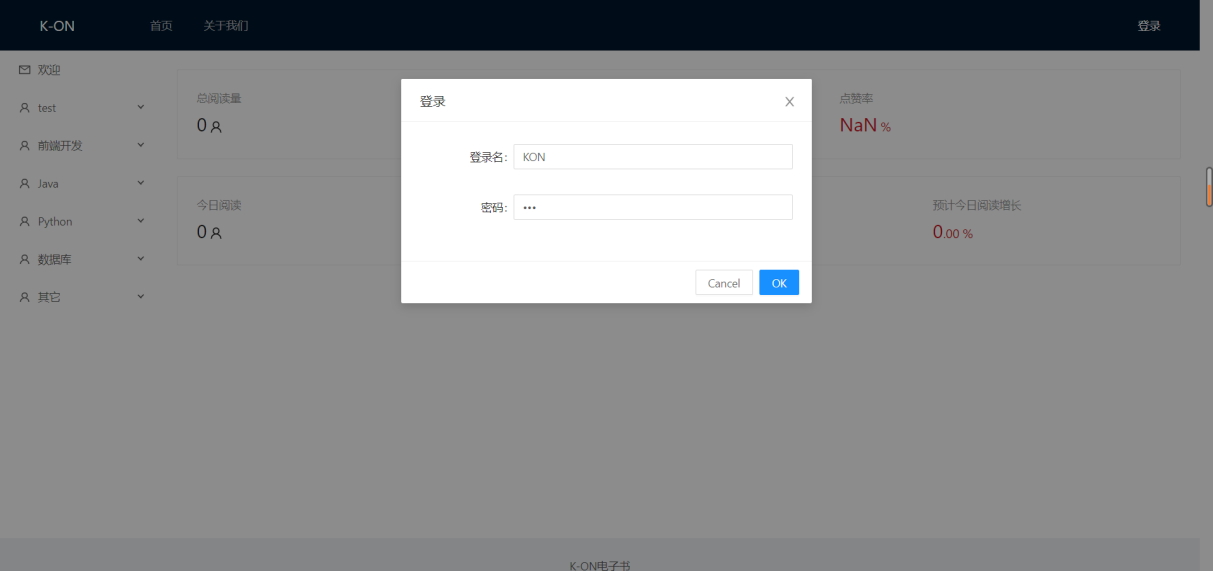 K-ON 首页 关于我们 登录
欢迎
test
前端开发
Java
Python
数据库
其它
总阅读量
0
点赞率
NaN %
今日阅读
0
预计今日阅读增长
0.00 %
登录
登录名:
KON
密码:
•••
Cancel OK
K-ON电子书